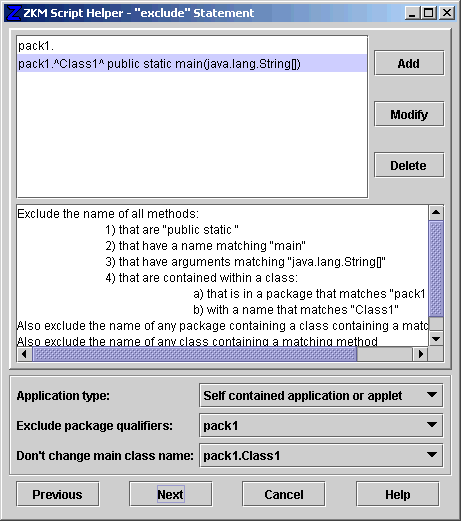 ZKM Script Helper - "exclude" Statement
pack1.
pack1.^Class1^ public static main(java.lang.String[])
Add
Modify
Delete
Exclude the name of all methods:
1) that are "public static "
2) that have a name matching "main"
3) that have arguments matching "java.lang.String[]"
4) that are contained within a class:
a) that is in a package that matches "pack1
b) with a name that matches "Class1"
Also exclude the name of any package containing a class containing a matc
Also exclude the name of any class containing a matching method
Application type:
Self contained application or applet
Exclude package qualifiers:
pack1
Don't change main class name:
pack1.Class1
Previous
Next
Cancel
Help